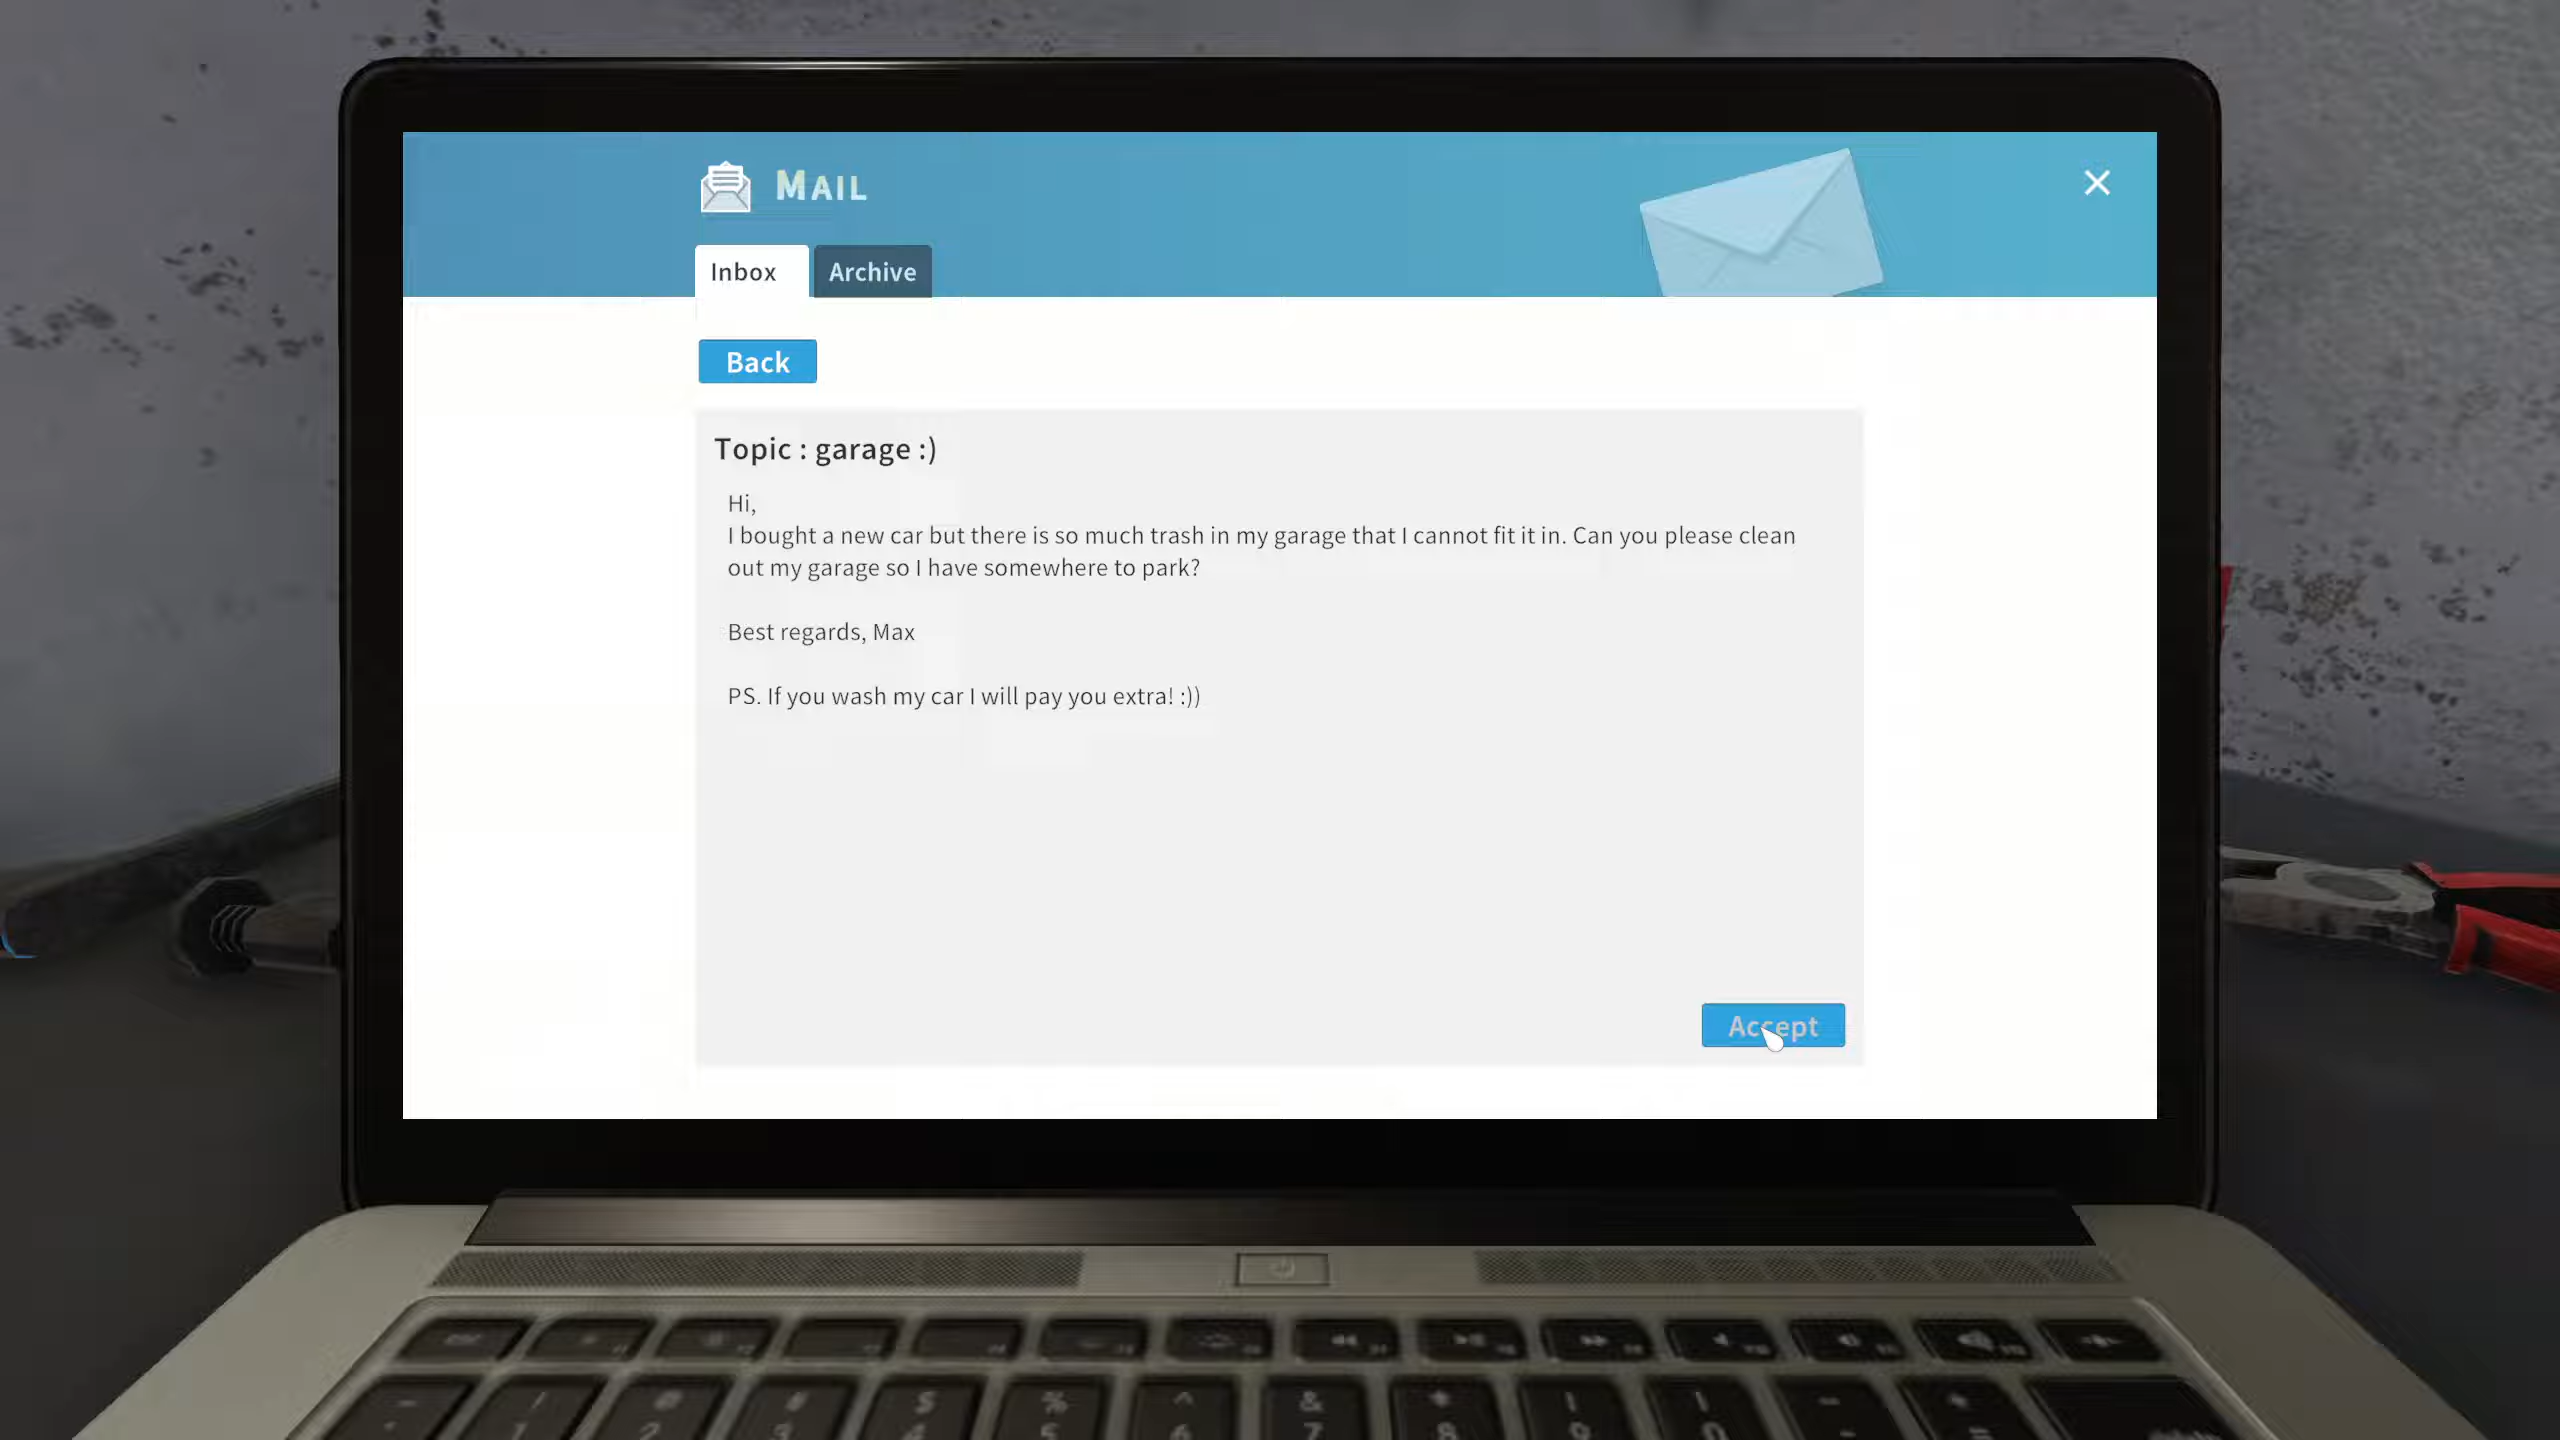 MAIL
Inbox
Archive
Back
Topic : garage :)
Hi,
I bought a new car but there is so much trash in my garage that I cannot fit it in. Can you please clean
out my garage so I have somewhere to park?
Best regards, Max
PS. If you wash my car I will pay you extra! :))
Accept